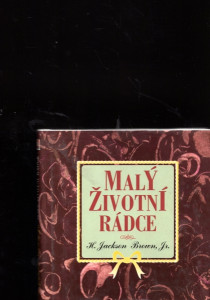 MALÝ
ŽIVOTNÍ
RÁDCE
H. Jackson Brown, Jr.